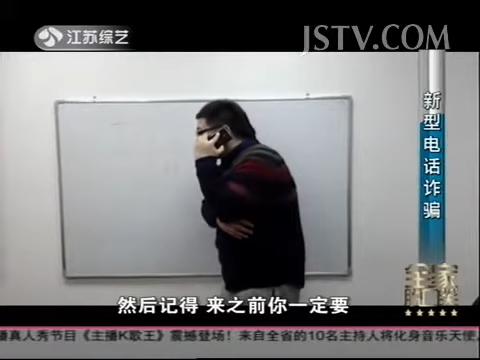 江苏综艺
JSTV.COM
新型电话诈骗
然后记得 来之前你一定要
播真人秀节目《主播K歌王》震撼登场！来自全省的10名主持人将化身音乐天使